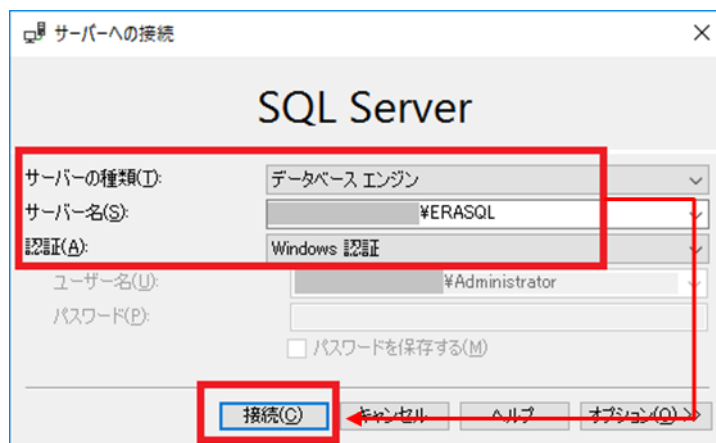 サーバーへの接続
SQL Server
サーバーの種類(T): データベース エンジン
サーバー名(S): ¥ERASQL
認証(A): Windows 認証
ユーザー名(U): ¥Administrator
パスワード(P):
パスワードを保存する(M)
接続(C) キャンセル ヘルプ オプション(O) >>